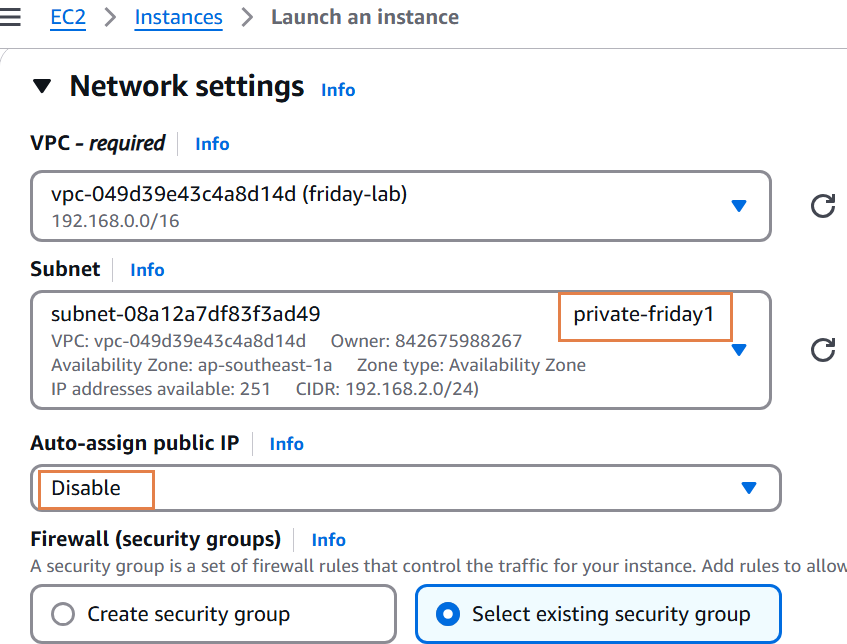 EC2 > Instances > Launch an instance
Network settings Info
VPC - required Info
vpc-049d39e43c4a8d14d (friday-lab)
192.168.0.0/16
Subnet Info
subnet-08a12a7df83f3ad49 private-friday1
VPC: vpc-049d39e43c4a8d14d Owner: 842675988267
Availability Zone: ap-southeast-1a Zone type: Availability Zone
IP addresses available: 251 CIDR: 192.168.2.0/24)
Auto-assign public IP Info
Disable
Firewall (security groups) Info
A security group is a set of firewall rules that control the traffic for your instance. Add rules to allow
Create security group Select existing security group